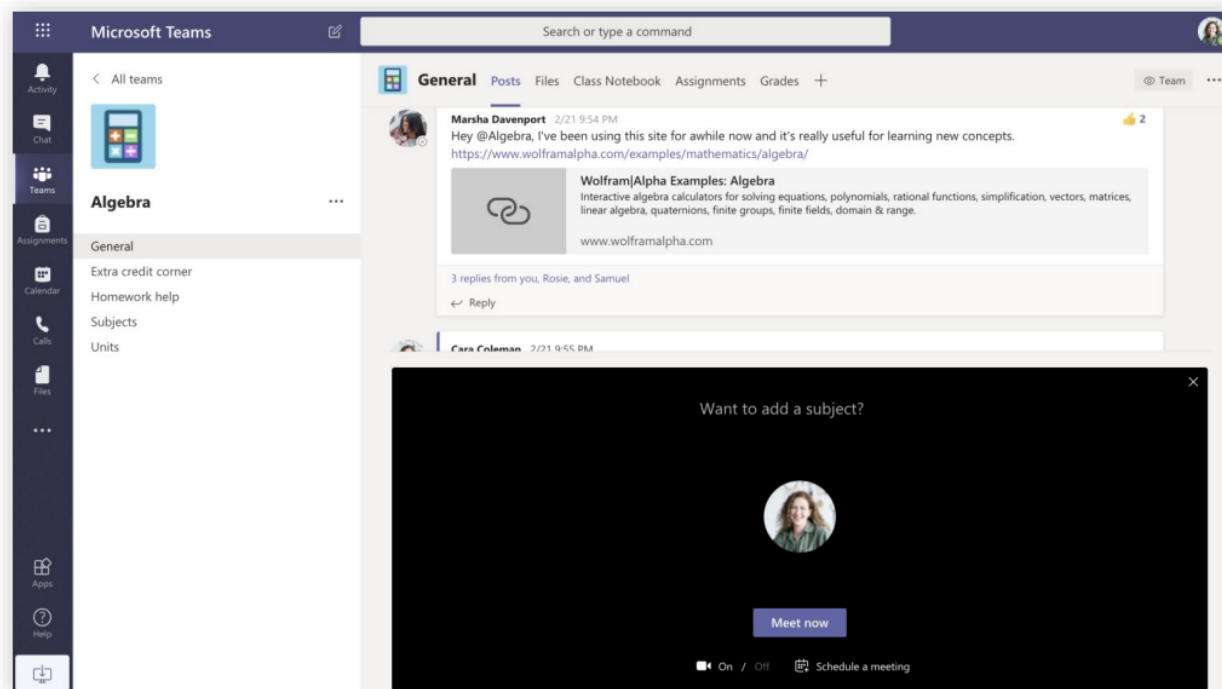 Microsoft Teams
Search or type a command
Activity
Chat
Teams
Assignments
Calendar
Calls
Files
Apps
Help
All teams
Algebra
General
Extra credit corner
Homework help
Subjects
Units
General Posts Files Class Notebook Assignments Grades
Team
Marsha Davenport 2/21 9:54 PM
2
Hey @Algebra, I've been using this site for awhile now and it's really useful for learning new concepts.
https://www.wolframalpha.com/examples/mathematics/algebra/
Wolfram|Alpha Examples: Algebra
Interactive algebra calculators for solving equations, polynomials, rational functions, simplification, vectors, matrices,
linear algebra, quaternions, finite groups, finite fields, domain & range.
www.wolframalpha.com
3 replies from you, Rosie, and Samuel
Reply
Cara Coleman 2/21 9:55 PM
Want to add a subject?
Meet now
On / Off Schedule a meeting